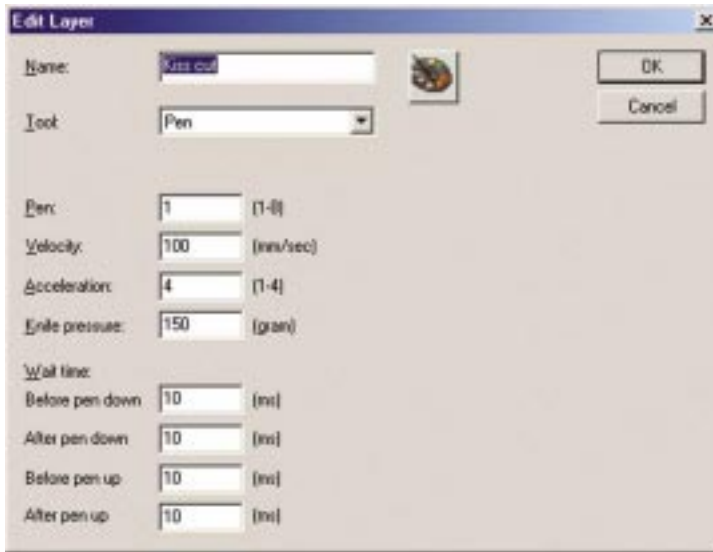 Edit Layer
Name: Kiss cut
OK
Cancel
Tool: Pen
Pen: 1 (1-8)
Velocity: 100 (mm/sec)
Acceleration: 4 (1-4)
Knife pressure: 150 (gram)
Wait time:
Before pen down 10 (ms)
After pen down 10 (ms)
Before pen up 10 (ms)
After pen up 10 (ms)